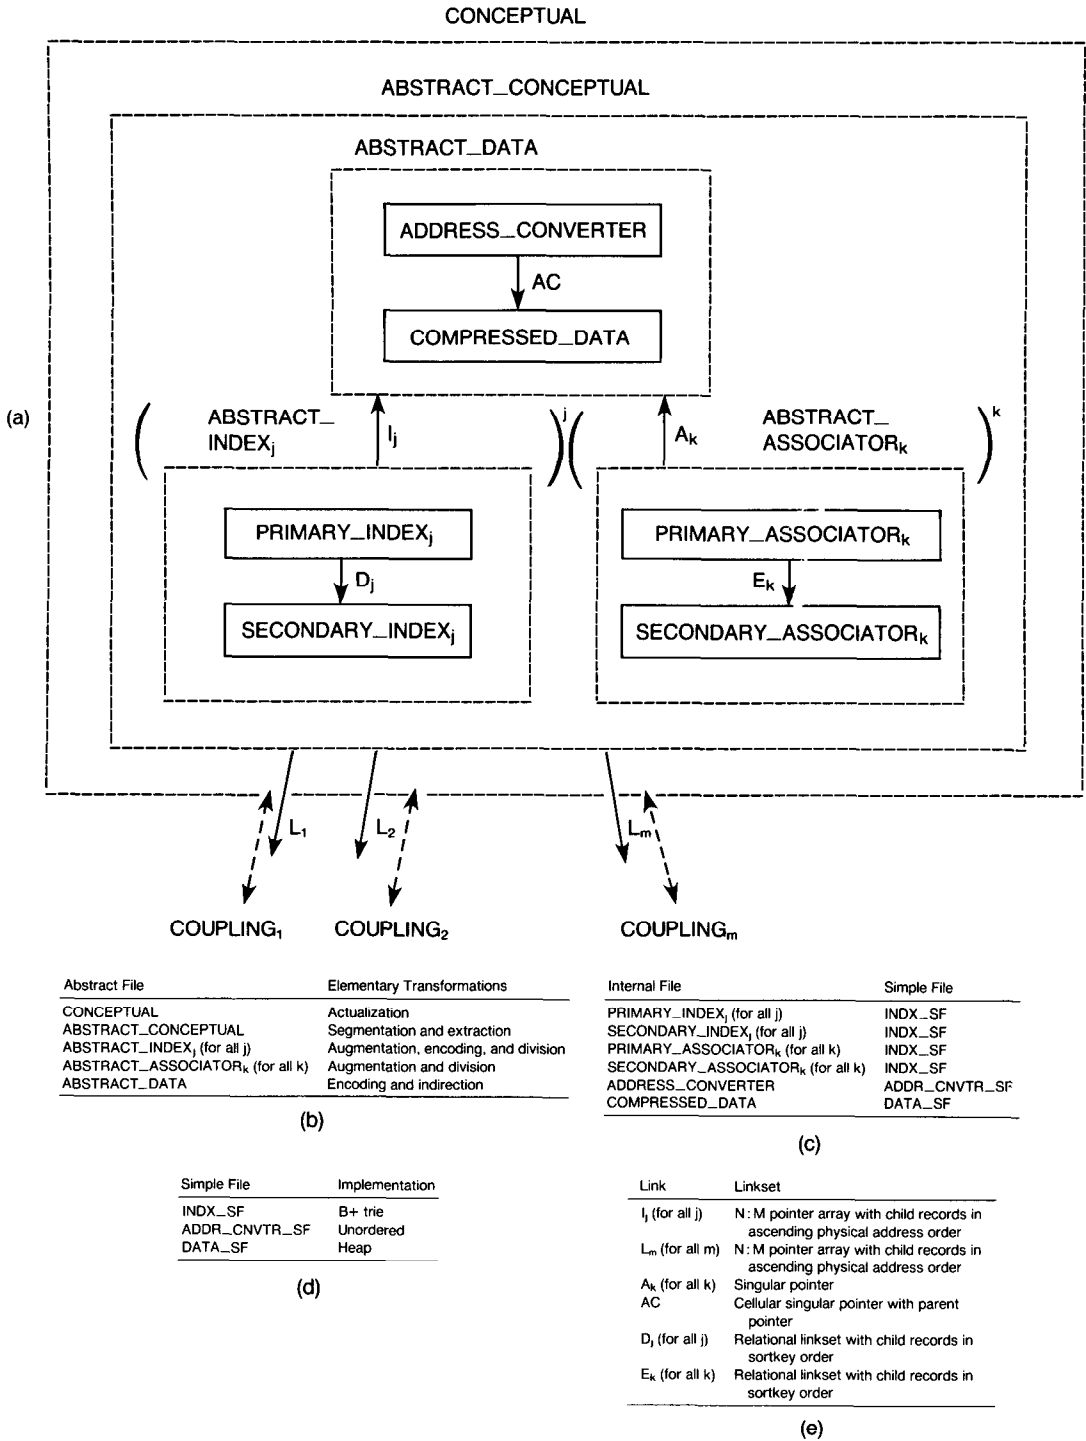 CONCEPTUAL
ABSTRACT_CONCEPTUAL
ABSTRACT_DATA
ADDRESS_CONVERTER
AC
COMPRESSED_DATA
(a)
( ABSTRACT_
INDEXj
Ij
)j
( Ak
ABSTRACT_
ASSOCIATORk
)k
PRIMARY_INDEXj
Dj
SECONDARY_INDEXj
PRIMARY_ASSOCIATORk
Ek
SECONDARY_ASSOCIATORk
L1 L2 Lm
COUPLING1 COUPLING2 COUPLINGm
Abstract File Elementary Transformations
CONCEPTUAL Actualization
ABSTRACT_CONCEPTUAL Segmentation and extraction
ABSTRACT_INDEXj (for all j) Augmentation, encoding, and division
ABSTRACT_ASSOCIATORk (for all k) Augmentation and division
ABSTRACT_DATA Encoding and indirection
(b)
Internal File Simple File
PRIMARY_INDEXj (for all j) INDX_SF
SECONDARY_INDEXj (for all j) INDX_SF
PRIMARY_ASSOCIATORk (for all k) INDX_SF
SECONDARY_ASSOCIATORk (for all k) INDX_SF
ADDRESS_CONVERTER ADDR_CNVTR_SF
COMPRESSED_DATA DATA_SF
(c)
Simple File Implementation
INDX_SF B+ trie
ADDR_CNVTR_SF Unordered
DATA_SF Heap
(d)
Link Linkset
Ij (for all j) N:M pointer array with child records in
ascending physical address order
Lm (for all m) N:M pointer array with child records in
ascending physical address order
Ak (for all k) Singular pointer
AC Cellular singular pointer with parent
pointer
Dj (for all j) Relational linkset with child records in
sortkey order
Ek (for all k) Relational linkset with child records in
sortkey order
(e)